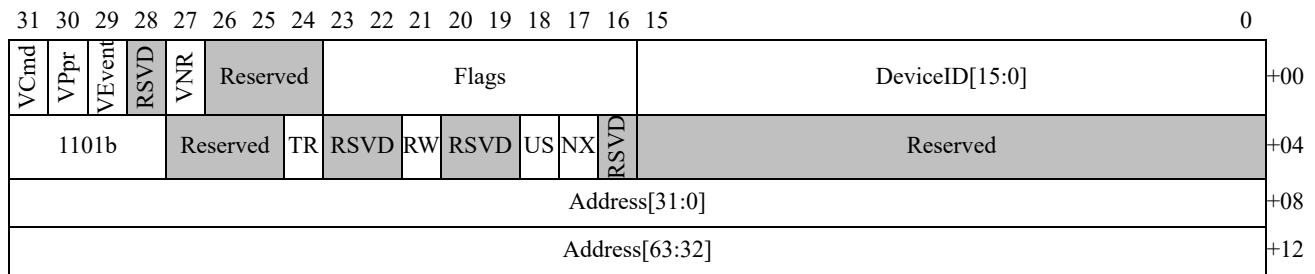 31 30 29 28 27 26 25 24 23 22 21 20 19 18 17 16 15 0
VCmd VPpr VEvent RSVD VNR Reserved Flags DeviceID[15:0] +00
1101b Reserved TR RSVD RW RSVD US NX RSVD Reserved +04
Address[31:0] +08
Address[63:32] +12